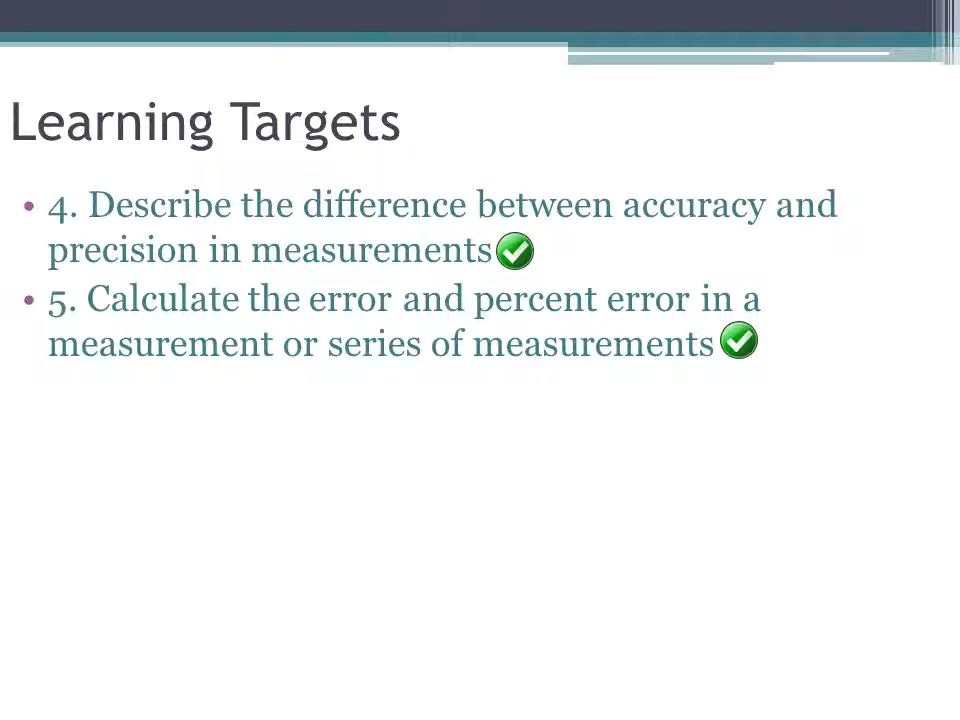 Learning Targets
• 4. Describe the difference between accuracy and
precision in measurements
• 5. Calculate the error and percent error in a
measurement or series of measurements